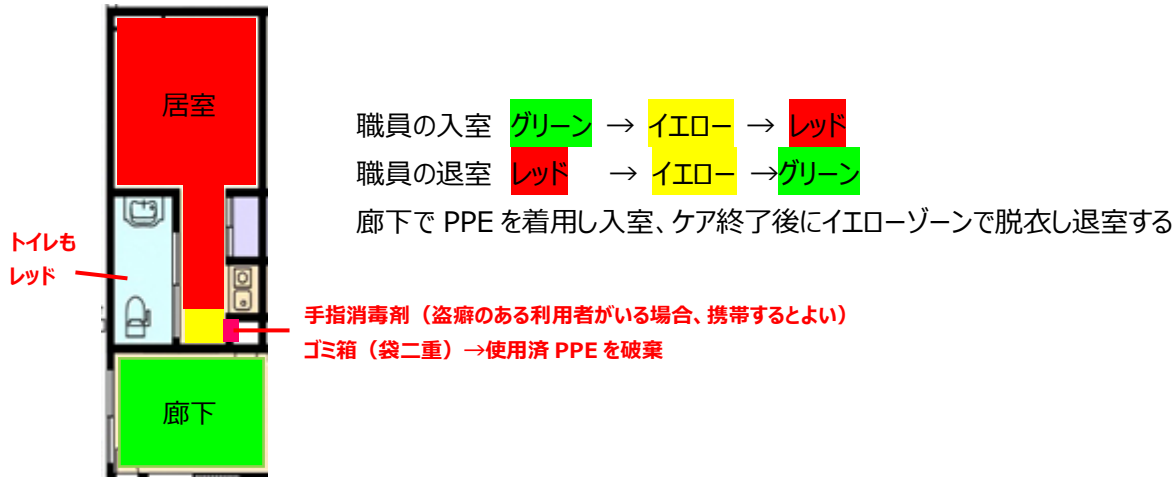 居室
職員の入室 グリーン → イエロー → レッド
職員の退室 レッド → イエロー →グリーン
廊下で PPE を着用し入室、ケア終了後にイエローゾーンで脱衣し退室する
トイレも
レッド
手指消毒剤（盗癖のある利用者がいる場合、携帯するとよい）
ゴミ箱（袋二重）→使用済 PPE を破棄
廊下